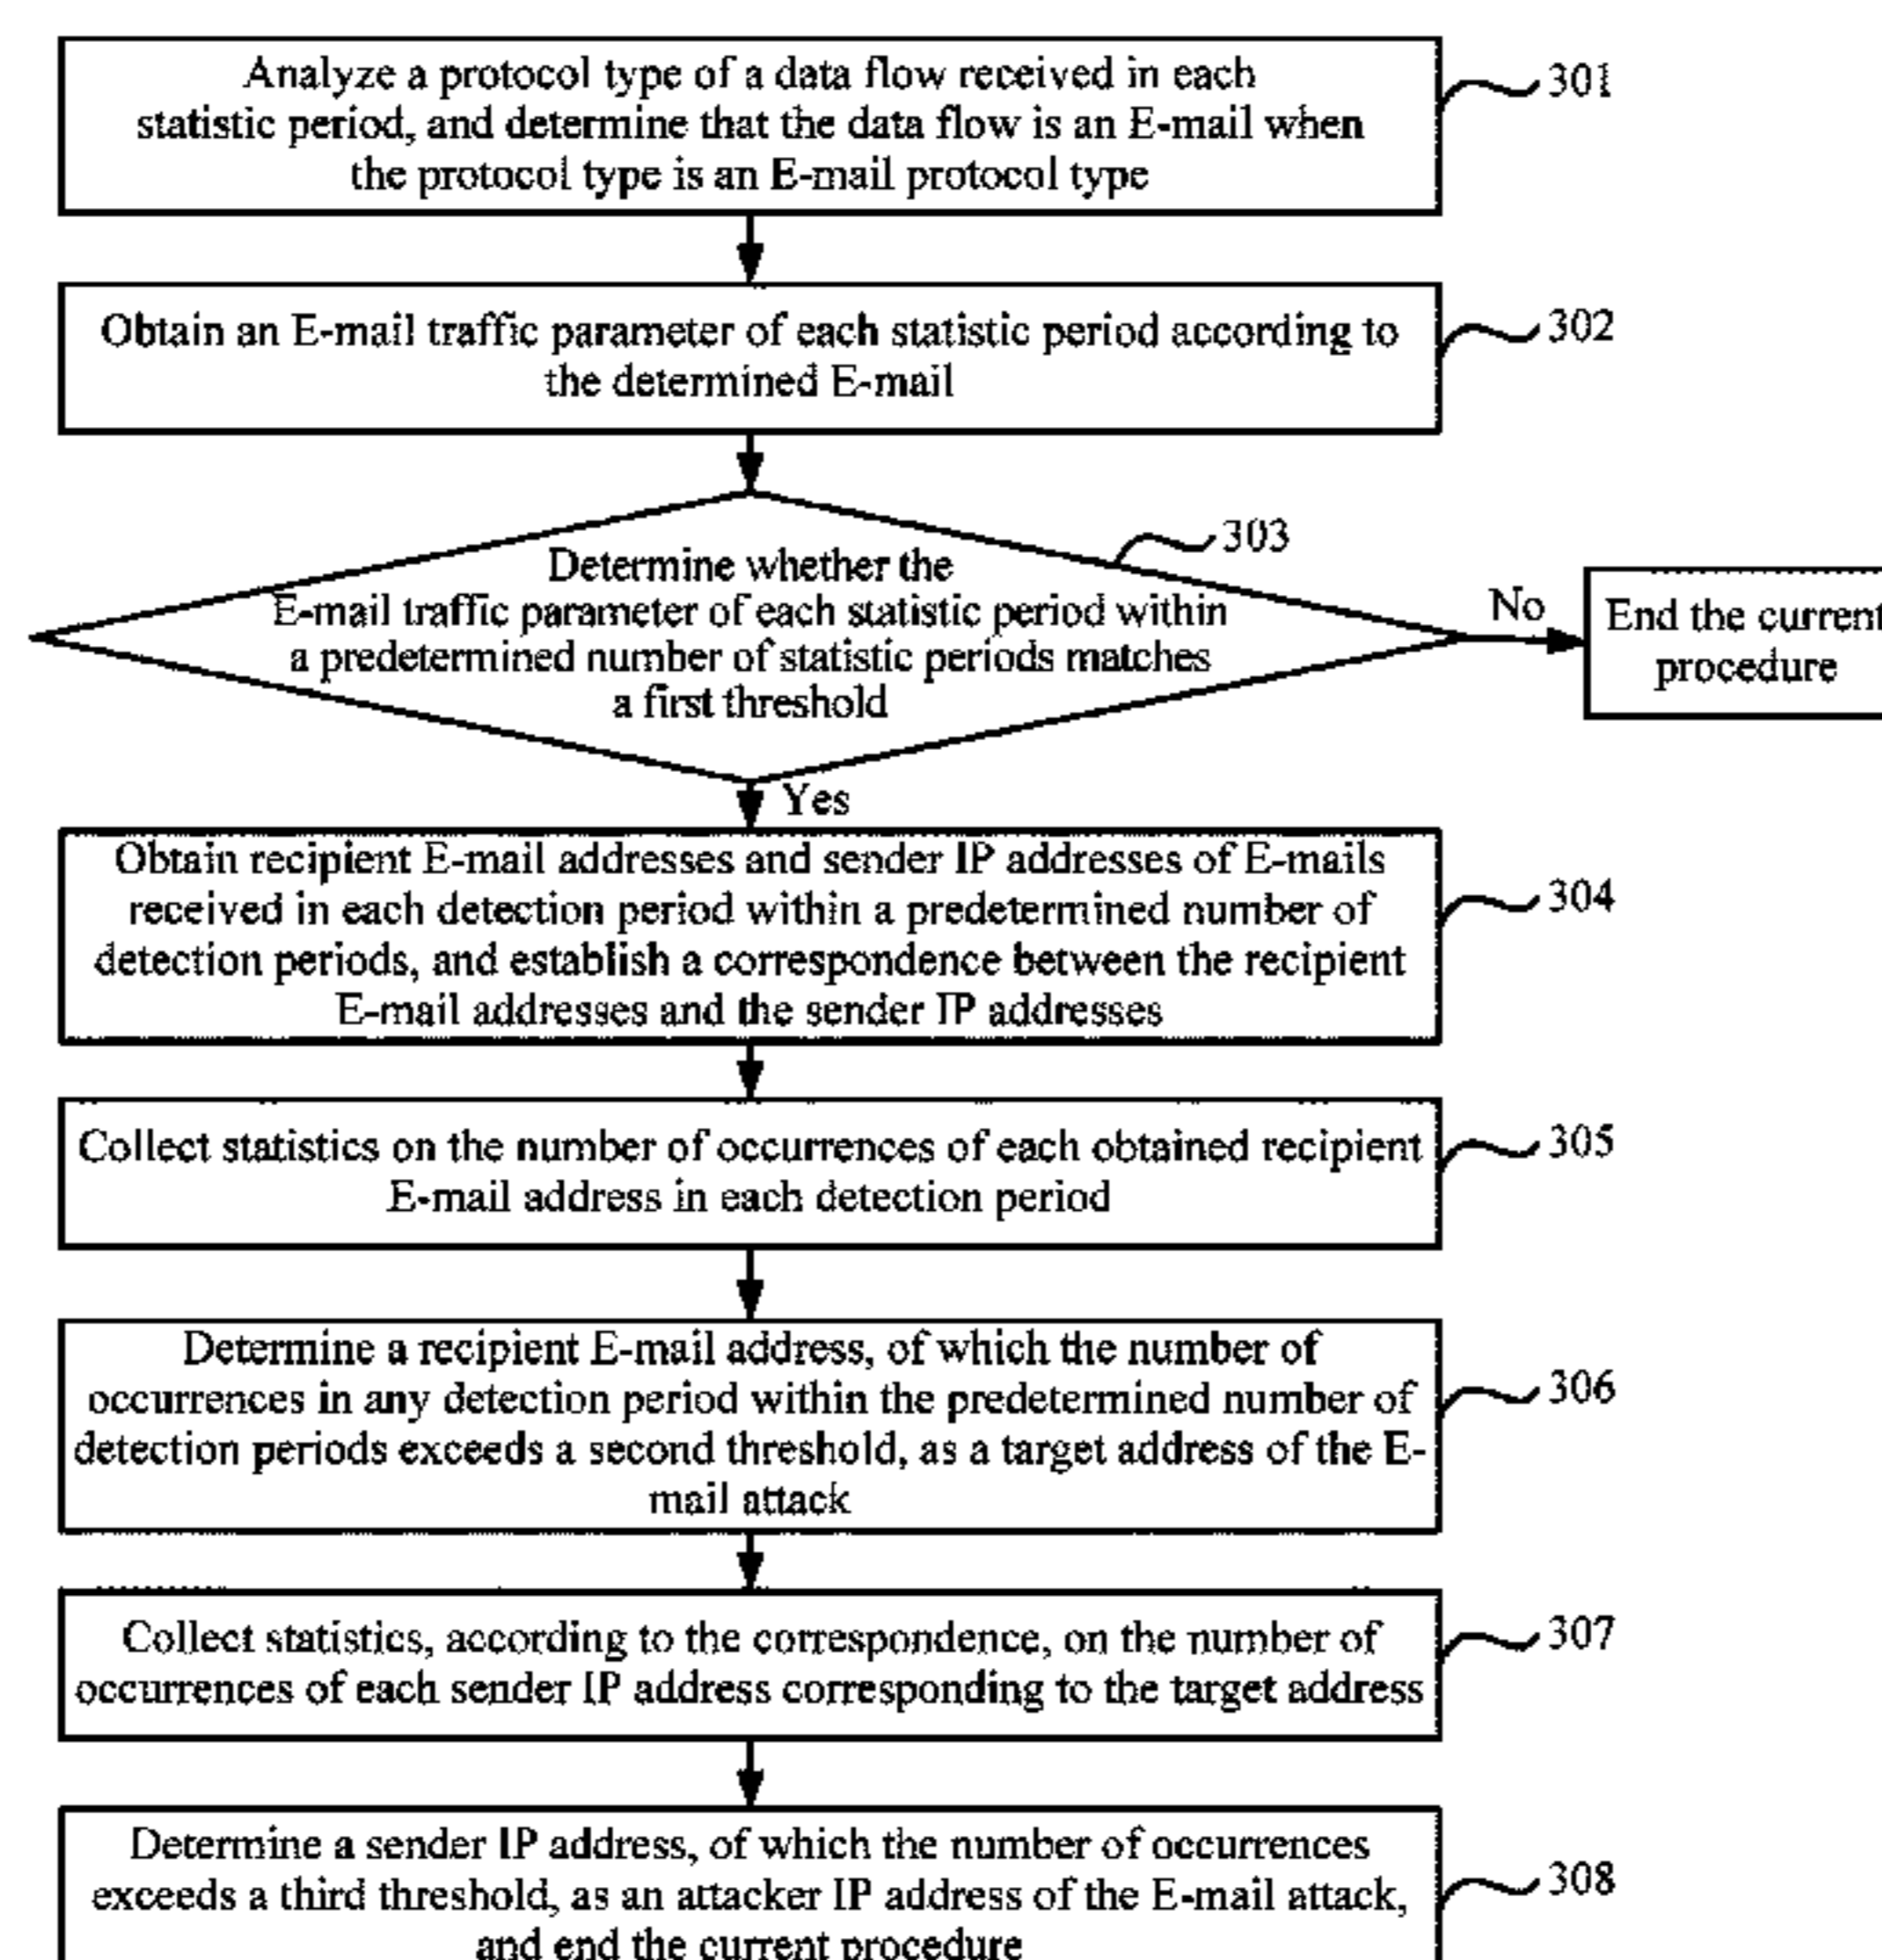 Analyze a protocol type of a data flow received in each
statistic period, and determine that the data flow is an E-mail when
the protocol type is an E-mail protocol type
301
Obtain an E-mail traffic parameter of each statistic period according to
the determined E-mail
302
303
Determine whether the
E-mail traffic parameter of each statistic period within
a predetermined number of statistic periods matches
a first threshold
No
End the current
procedure
Yes
Obtain recipient E-mail addresses and sender IP addresses of E-mails
received in each detection period within a predetermined number of
detection periods, and establish a correspondence between the recipient
E-mail addresses and the sender IP addresses
304
Collect statistics on the number of occurrences of each obtained recipient
E-mail address in each detection period
305
Determine a recipient E-mail address, of which the number of
occurrences in any detection period within the predetermined number of
detection periods exceeds a second threshold, as a target address of the E-
mail attack
306
Collect statistics, according to the correspondence, on the number of
occurrences of each sender IP address corresponding to the target address
307
Determine a sender IP address, of which the number of occurrences
exceeds a third threshold, as an attacker IP address of the E-mail attack,
and end the current procedure
308